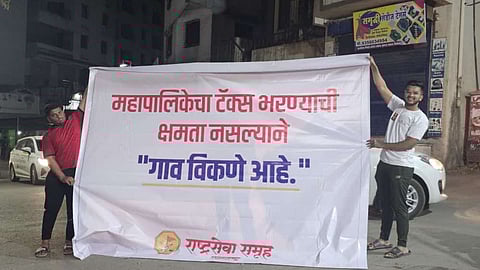 महापालिकेचा टॅक्स भरण्याची
क्षमता नसल्याने
"गाव विकणे आहे."
राष्ट्रसेवा समूह